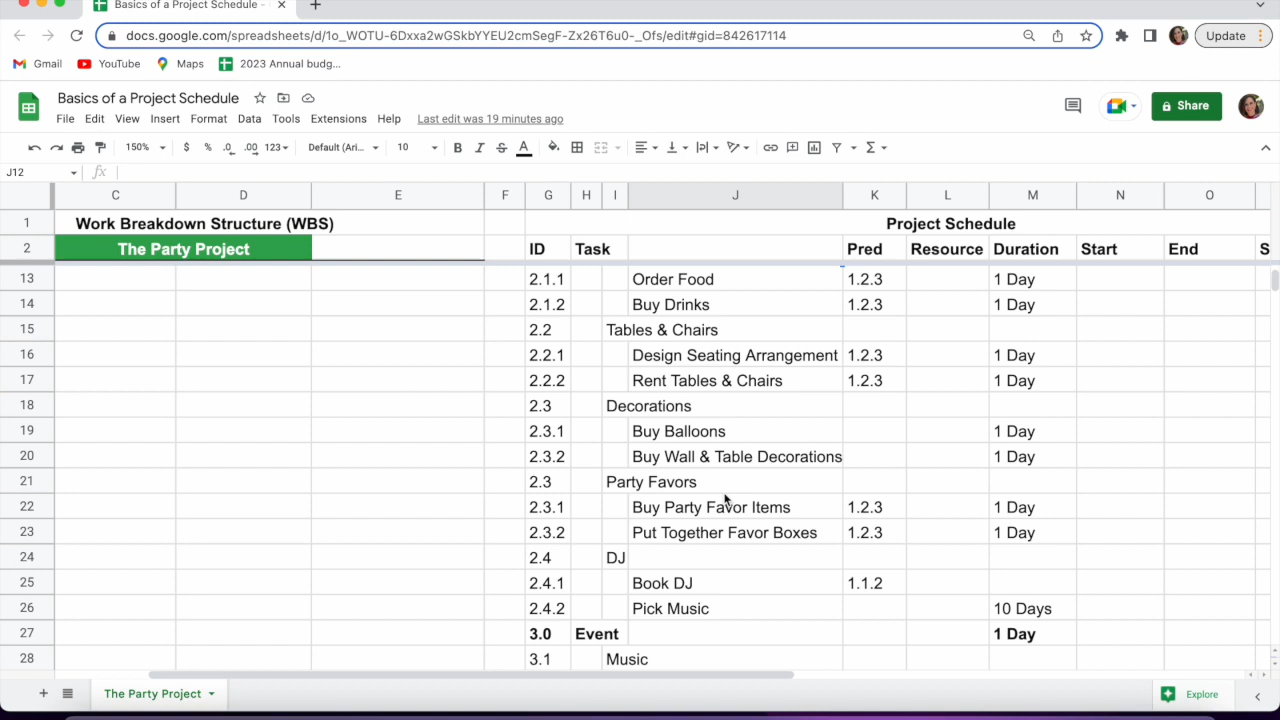 Basics of a Project Schedule -
docs.google.com/spreadsheets/d/1o_WOTU-6Dxxa2wGSkbYYEU2cmSegF-Zx26T6u0-_Ofs/edit#gid=842617114
Update
Gmail YouTube Maps 2023 Annual budg...
Basics of a Project Schedule
File Edit View Insert Format Data Tools Extensions Help Last edit was 19 minutes ago
Share
150% $ % .0 .00 123 Default (Ari... 10 B I S A
J12 fx
C D E F G H I J K L M N O
1 Work Breakdown Structure (WBS) Project Schedule
2 The Party Project ID Task Pred Resource Duration Start End S
13 2.1.1 Order Food 1.2.3 1 Day
14 2.1.2 Buy Drinks 1.2.3 1 Day
15 2.2 Tables & Chairs
16 2.2.1 Design Seating Arrangement 1.2.3 1 Day
17 2.2.2 Rent Tables & Chairs 1.2.3 1 Day
18 2.3 Decorations
19 2.3.1 Buy Balloons 1 Day
20 2.3.2 Buy Wall & Table Decorations 1 Day
21 2.3 Party Favors
22 2.3.1 Buy Party Favor Items 1.2.3 1 Day
23 2.3.2 Put Together Favor Boxes 1.2.3 1 Day
24 2.4 DJ
25 2.4.1 Book DJ 1.1.2
26 2.4.2 Pick Music 10 Days
27 3.0 Event 1 Day
28 3.1 Music
The Party Project Explore